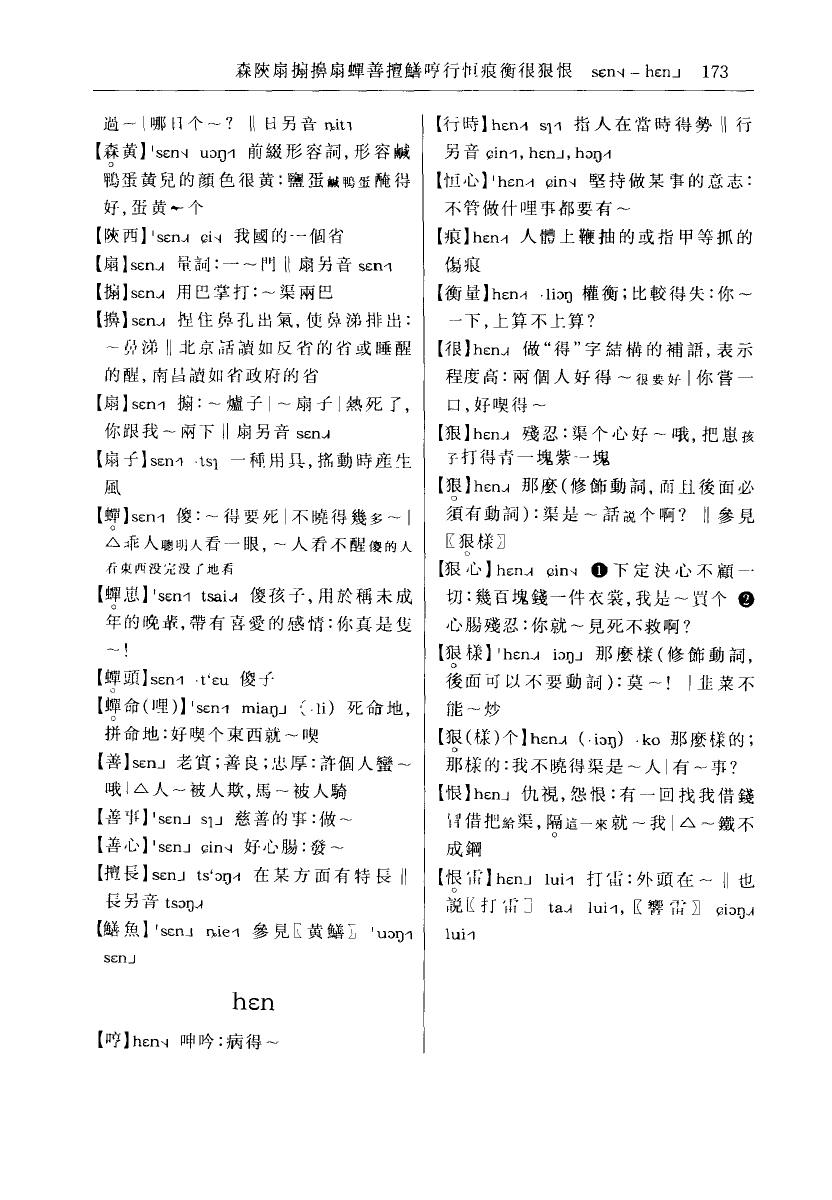 森陝扇搧擤扇蟬善擅鱔哼行恒痕衡很狠恨 sɛn˧˩ – hɛn˩ 173
過～|哪日个～? ‖日另音 ȵit˥
【森黄】ˈsɛn uɔŋ 前綴形容詞,形容鹹
鴨蛋黄兒的顔色很黄:鹽蛋鹹鴨蛋醃得
好,蛋黄～个
【陝西】ˈsɛn ɕi 我國的一個省
【扇】sɛn 量詞:一～門‖扇另音 sɛn
【搧】sɛn 用巴掌打:～渠兩巴
【擤】sɛn 捏住鼻孔出氣,使鼻涕排出:
～鼻涕‖北京話讀如反省的省或睡醒
的醒,南昌讀如省政府的省
【扇】sɛn 搧:～爐子|～扇子|熱死了,
你跟我～兩下‖扇另音 sɛn
【扇子】sɛn ·tsɿ 一種用具,搖動時産生
風
【蟬】sɛn 傻:～得要死|不曉得幾多～|
△乖人聰明人看一眼,～人看不醒傻的人
看東西没完没了地看
【蟬崽】ˈsɛn tsai 傻孩子,用於稱未成
年的晚輩,帶有喜愛的感情:你真是隻
～!
【蟬頭】sɛn ·tʻɛu 傻子
【蟬命(哩)】ˈsɛn miaŋ˩ (·li) 死命地,
拼命地:好喫个東西就～喫
【善】sɛn˩ 老實;善良;忠厚:許個人蠻～
哦|△人～被人欺,馬～被人騎
【善事】ˈsɛn˩ sɿ˩ 慈善的事:做～
【善心】ˈsɛn˩ ɕin 好心腸:發～
【擅長】sɛn˩ tsʻɔŋ 在某方面有特長‖
長另音 tsɔŋ
【鱔魚】ˈsɛn˩ ȵie 參見〖黄鱔〗ˈuɔŋ
sɛn˩
hɛn
【哼】hɛn 呻吟:病得～
【行時】hɛn sɿ 指人在當時得勢‖行
另音 ɕin, hɛn˩, hɔŋ
【恒心】ˈhɛn ɕin 堅持做某事的意志:
不管做什哩事都要有～
【痕】hɛn 人體上鞭抽的或指甲等抓的
傷痕
【衡量】hɛn ·liɔŋ 權衡;比較得失:你～
一下,上算不上算?
【很】hɛn 做“得”字結構的補語,表示
程度高:兩個人好得～很要好|你嘗一
口,好喫得～
【狠】hɛn 殘忍:渠个心好～哦,把崽孩
子打得青一塊紫一塊
【狠】hɛn 那麼(修飾動詞,而且後面必
須有動詞):渠是～話説个啊? ‖參見
〖狠樣〗
【狠心】hɛn ɕin ❶下定決心不顧一
切:幾百塊錢一件衣裳,我是～買个 ❷
心腸殘忍:你就～見死不救啊?
【狠樣】ˈhɛn iɔŋ˩ 那麼樣(修飾動詞,
後面可以不要動詞):莫～! |韭菜不
能～炒
【狠(樣)个】hɛn (·iɔŋ) ·ko 那麼樣的;
那樣的:我不曉得渠是～人|有～事?
【恨】hɛn˩ 仇視,怨恨:有一回找我借錢
冒借把給渠,隔這一來就～我|△～鐵不
成鋼
【恨雷】hɛn˩ lui 打雷:外頭在～‖也
説〖打雷〗ta lui,〖響雷〗ɕiɔŋ
lui